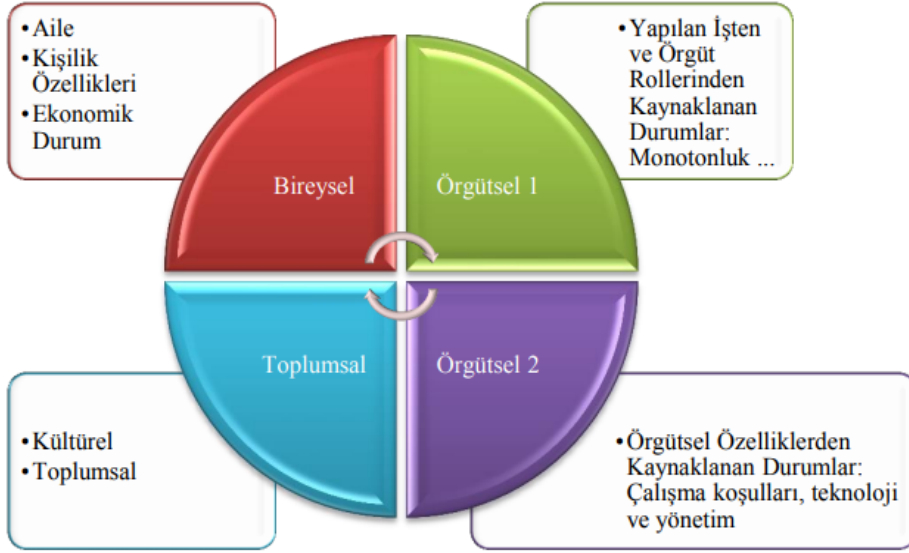 • Aile
• Kişilik
Özellikleri
• Ekonomik
Durum
• Yapılan İşten
ve Örgüt
Rollerinden
Kaynaklanan
Durumlar:
Monotonluk ...
Bireysel
Örgütsel 1
Toplumsal
Örgütsel 2
• Kültürel
• Toplumsal
• Örgütsel Özelliklerden
Kaynaklanan Durumlar:
Çalışma koşulları, teknoloji
ve yönetim